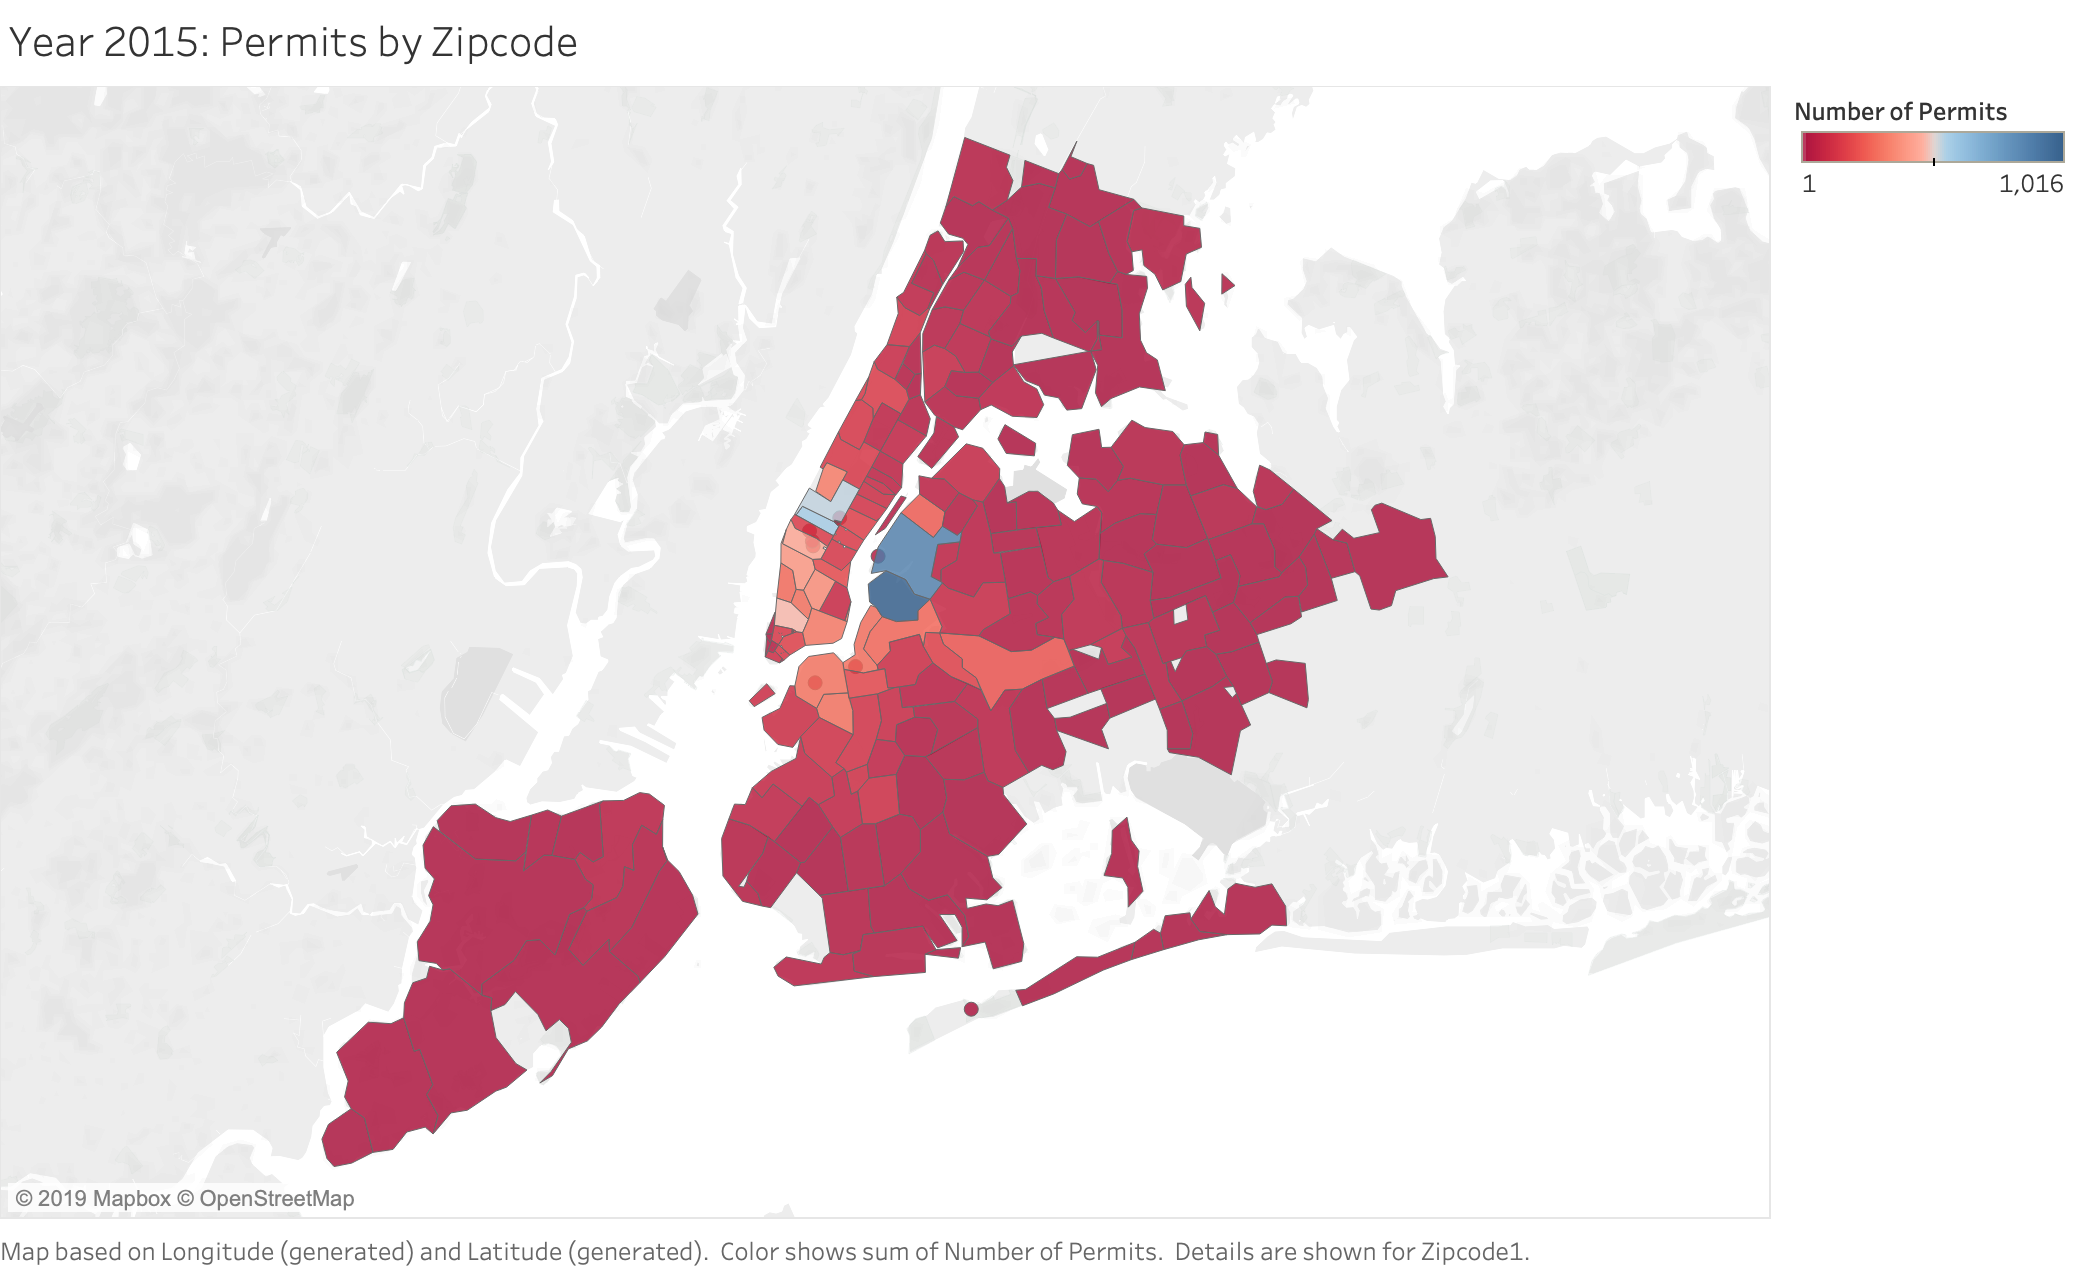 Year 2015: Permits by Zipcode
Number of Permits
1 1,016
© 2019 Mapbox © OpenStreetMap
Map based on Longitude (generated) and Latitude (generated).  Color shows sum of Number of Permits.  Details are shown for Zipcode1.